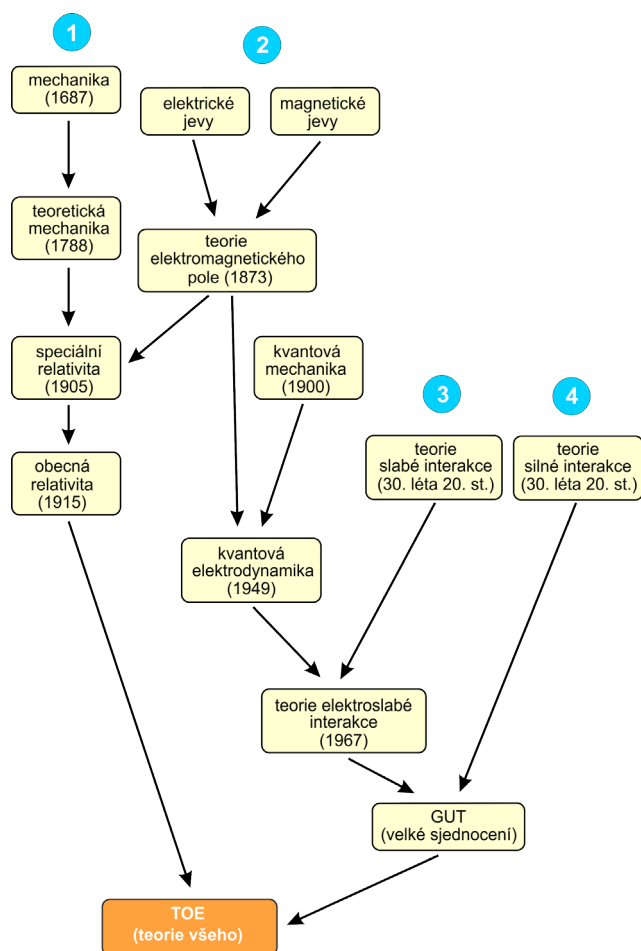 1
2
mechanika
(1687)
elektrické
jevy
magnetické
jevy
teoretická
mechanika
(1788)
teorie
elektromagnetického
pole (1873)
speciální
relativita
(1905)
kvantová
mechanika
(1900)
3
4
obecná
relativita
(1915)
teorie
slabé interakce
(30. léta 20. st.)
teorie
silné interakce
(30. léta 20. st.)
kvantová
elektrodynamika
(1949)
teorie elektroslabé
interakce
(1967)
GUT
(velké sjednocení)
TOE
(teorie všeho)